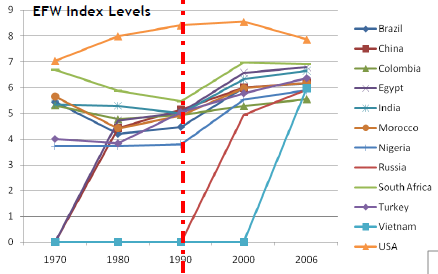 EFW Index Levels
9
8
7
6
5
4
3
2
1
0
1970 1980 1990 2000 2006
Brazil
China
Colombia
Egypt
India
Morocco
Nigeria
Russia
South Africa
Turkey
Vietnam
USA